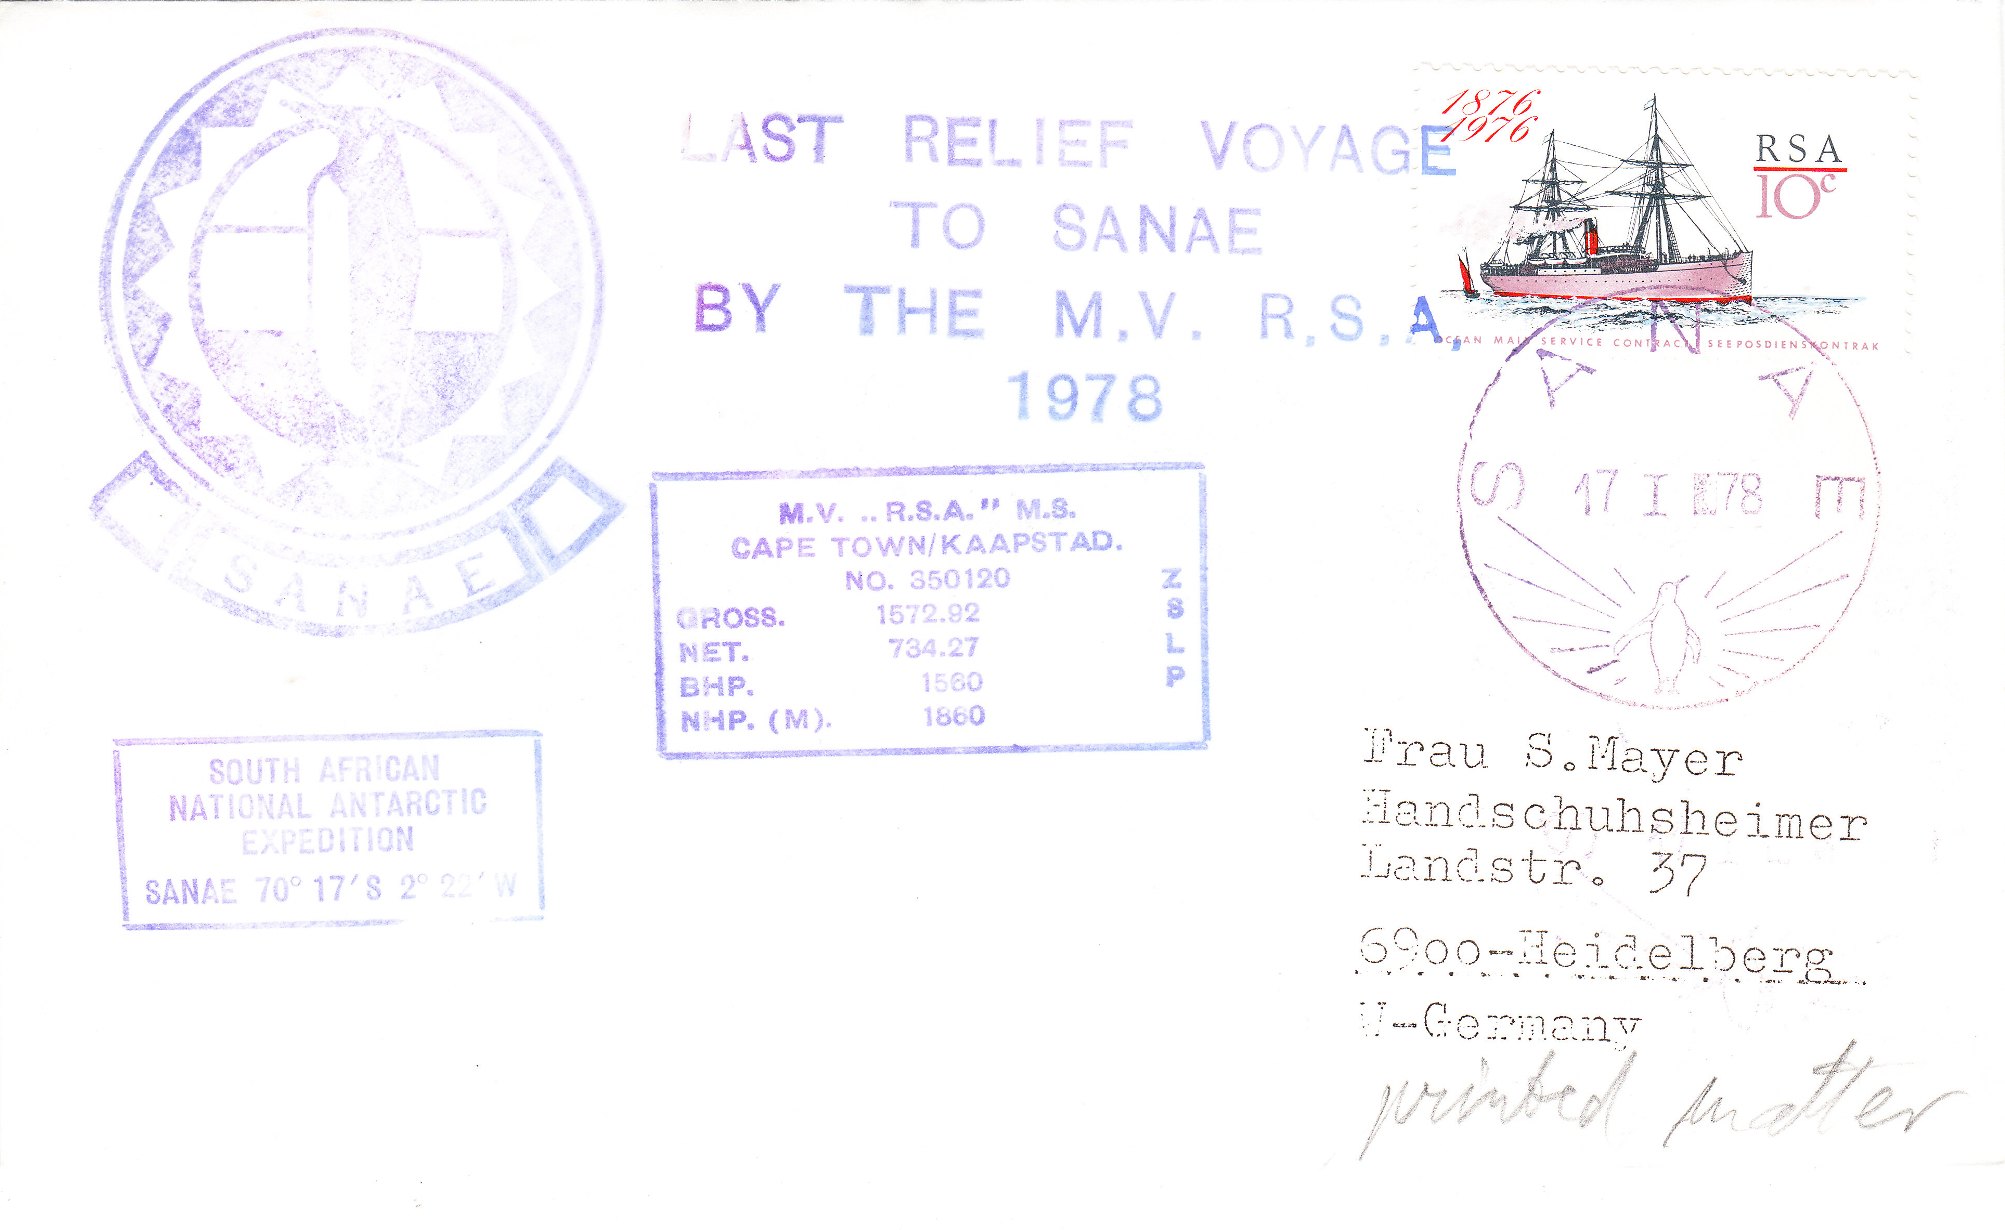 LAST RELIEF VOYAGE
TO SANAE
BY THE M.V. R.S.A.
1978
1876
1976
RSA
10c
OCEAN MAIL SERVICE CONTRACT SEEPOSDIENSKONTRAK
SANAE
17 I 78
SANAE
M.V. „R.S.A." M.S.
CAPE TOWN/KAAPSTAD.
NO. 350120
GROSS. 1572.92
NET. 734.27
BHP. 1560
NHP. (M). 1860
ZSLP
SOUTH AFRICAN
NATIONAL ANTARCTIC
EXPEDITION
SANAE 70° 17'S 2° 22' W
Frau S.Mayer
Handschuhsheimer
Landstr. 37
6900-Heidelberg
W-Germany
printed matter